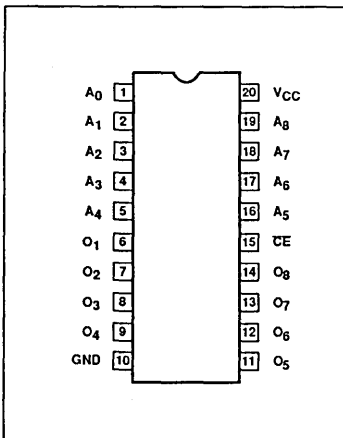 A0 1 20 VCC
A1 2 19 A8
A2 3 18 A7
A3 4 17 A6
A4 5 16 A5
O1 6 15 C̅E̅
O2 7 14 O8
O3 8 13 O7
O4 9 12 O6
GND 10 11 O5